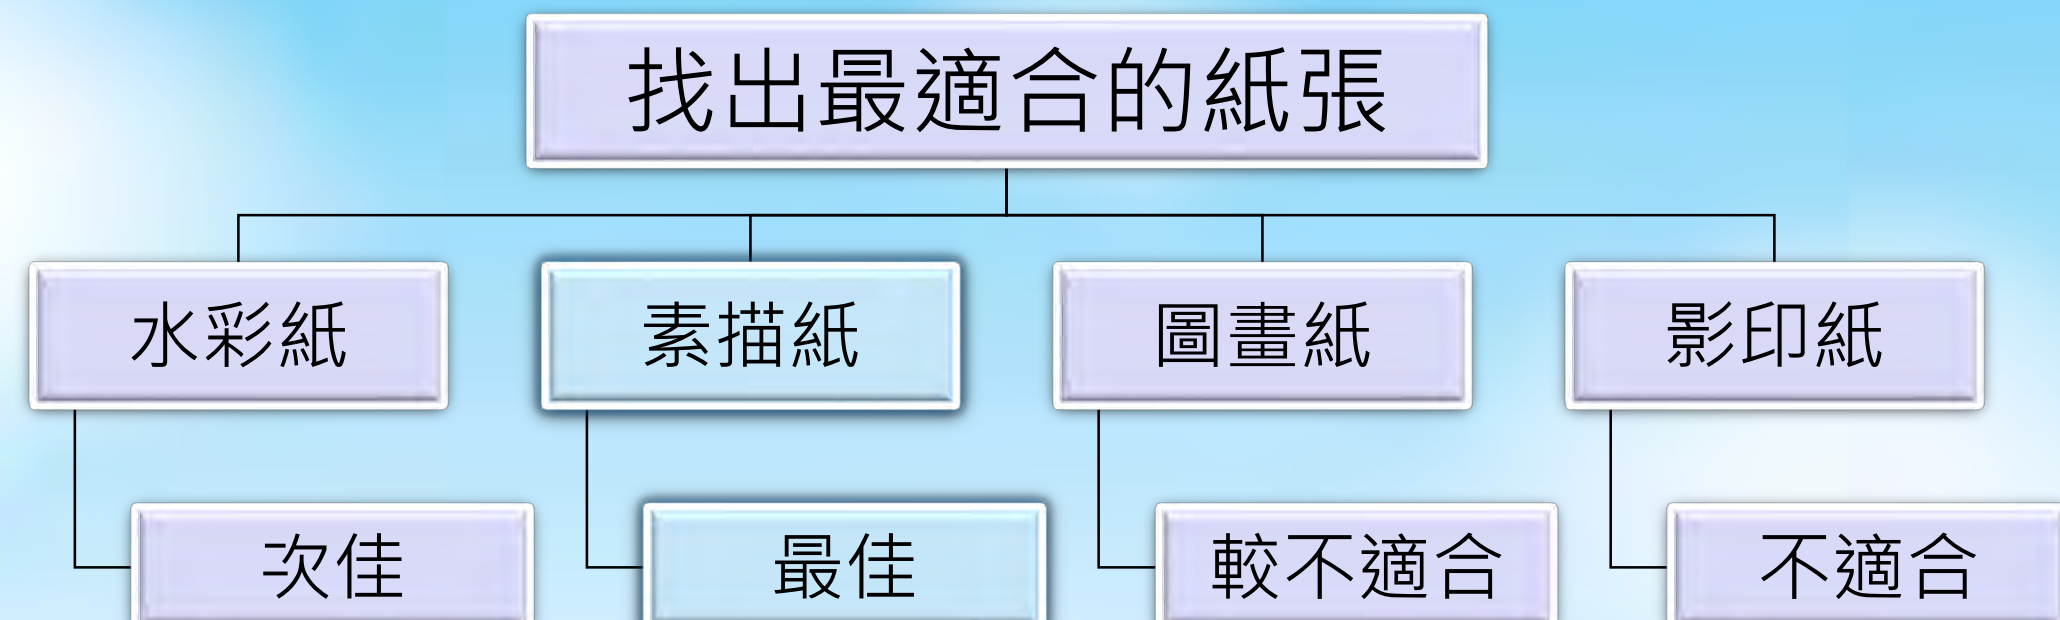 找出最適合的紙張
水彩紙
素描紙
圖畫紙
影印紙
次佳
最佳
較不適合
不適合